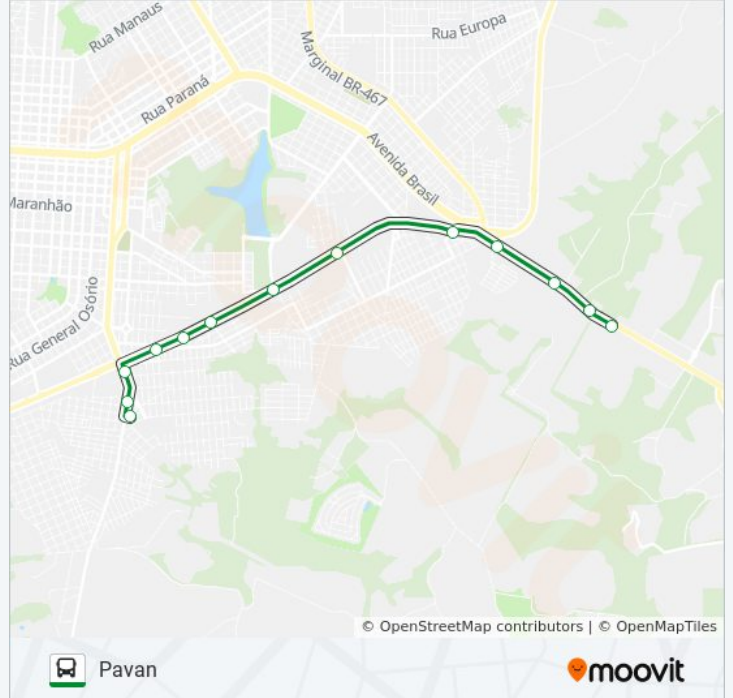 Rua Manaus
Rua Europa
Marginal BR-467
Rua Paraná
Avenida Brasil
Maranhão
Rua General Osório
© OpenStreetMap contributors | © OpenMapTiles
Pavan
moovit